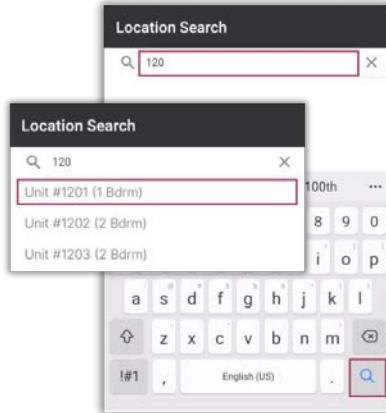 Location Search
120
Location Search
120
Unit #1201 (1 Bdrm)
Unit #1202 (2 Bdrm)
Unit #1203 (2 Bdrm)
100th ...
8 9 0
i o p
a s d f g h j k l
z x c v b n m
!#1 , English (US) .